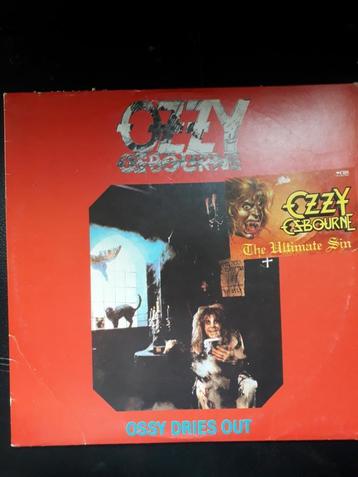 OZZY
OSBOURNE
OZZY
OSBOURNE
The Ultimate Sin
OSSY DRIES OUT